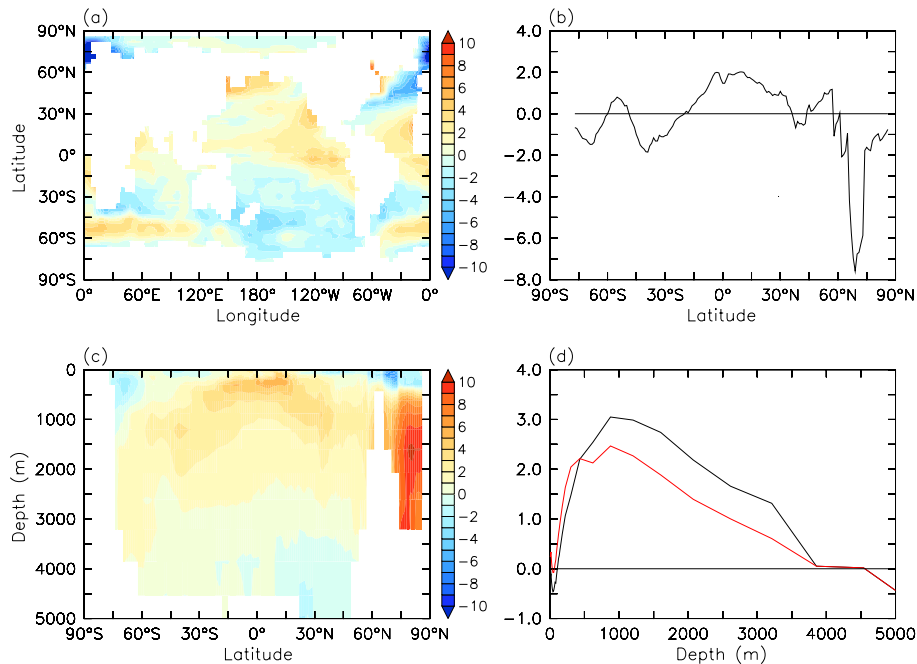 (a)
90°N
60°N
30°N
0°
30°S
60°S
90°S
Latitude
0° 60°E 120°E 180° 120°W 60°W 0°
Longitude
10
8
6
4
2
0
−2
−4
−6
−8
−10
(b)
4.0
2.0
0.0
−2.0
−4.0
−6.0
−8.0
90°S 60°S 30°S 0° 30°N 60°N 90°N
Latitude
(c)
0
1000
2000
3000
4000
5000
Depth (m)
90°S 60°S 30°S 0° 30°N 60°N 90°N
Latitude
10
8
6
4
2
0
−2
−4
−6
−8
−10
(d)
4.0
3.0
2.0
1.0
0.0
−1.0
0 1000 2000 3000 4000 5000
Depth (m)